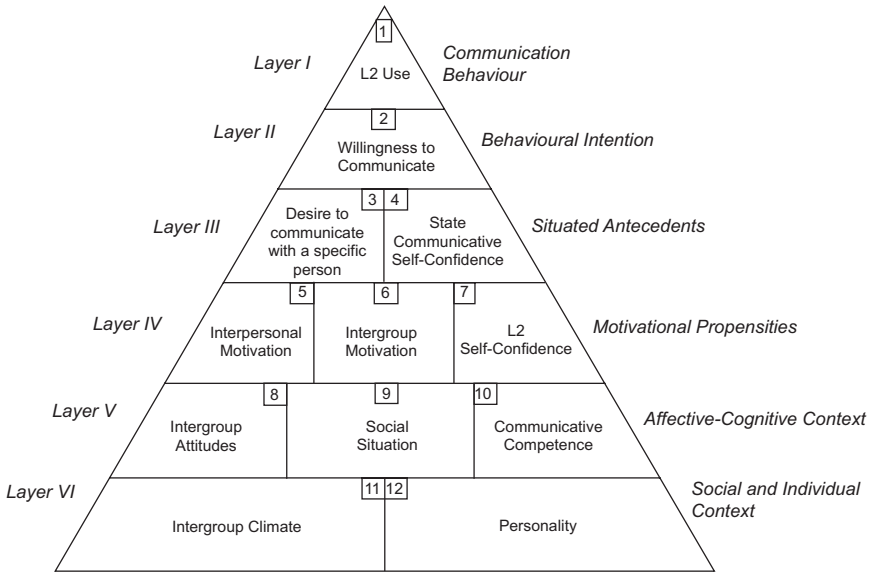 1
Layer I
L2 Use
Communication
Behaviour
2
Layer II
Willingness to
Communicate
Behavioural Intention
3 4
Layer III
Desire to
communicate
with a specific
person
State
Communicative
Self-Confidence
Situated Antecedents
5 6 7
Layer IV
Interpersonal
Motivation
Intergroup
Motivation
L2
Self-Confidence
Motivational Propensities
8 9 10
Layer V
Intergroup
Attitudes
Social
Situation
Communicative
Competence
Affective-Cognitive Context
11 12
Layer VI
Intergroup Climate
Personality
Social and Individual
Context